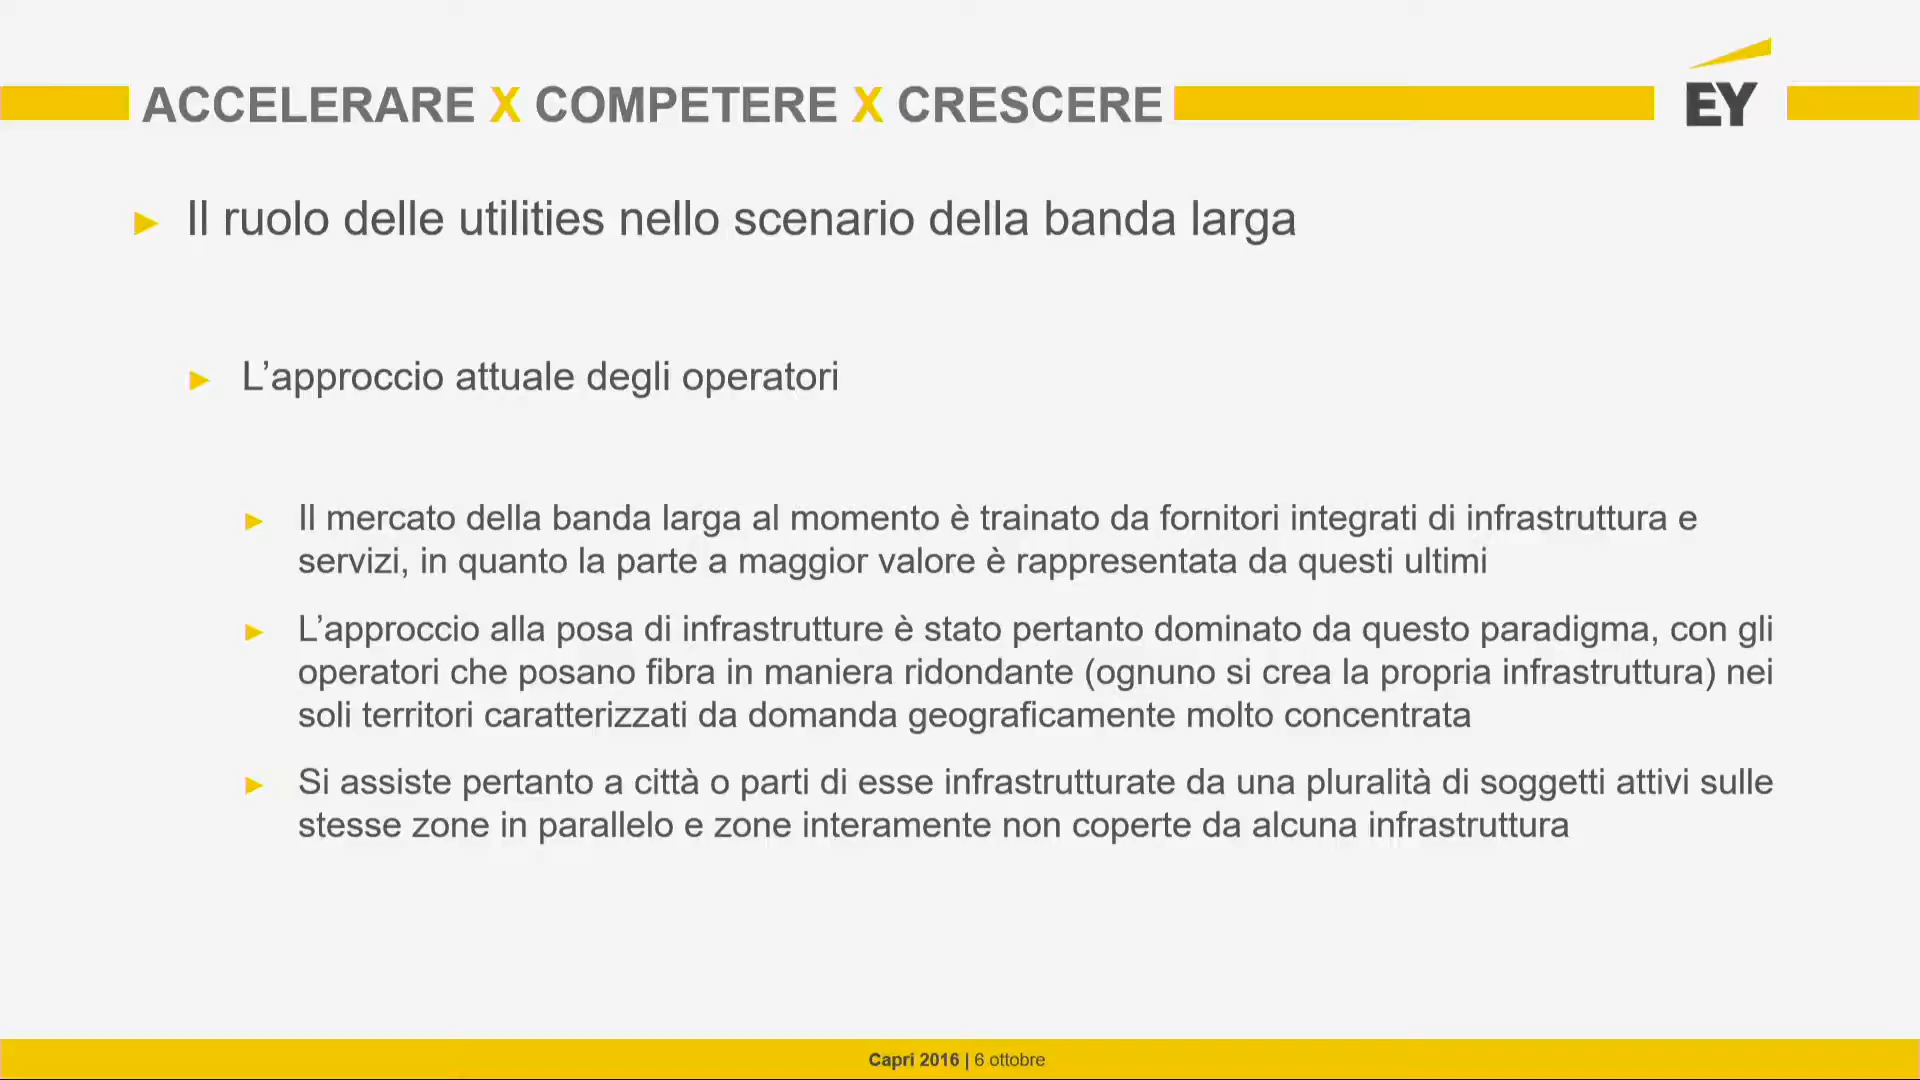 ACCELERARE X COMPETERE X CRESCERE
EY
► Il ruolo delle utilities nello scenario della banda larga
► L’approccio attuale degli operatori
► Il mercato della banda larga al momento è trainato da fornitori integrati di infrastruttura e
servizi, in quanto la parte a maggior valore è rappresentata da questi ultimi
► L’approccio alla posa di infrastrutture è stato pertanto dominato da questo paradigma, con gli
operatori che posano fibra in maniera ridondante (ognuno si crea la propria infrastruttura) nei
soli territori caratterizzati da domanda geograficamente molto concentrata
► Si assiste pertanto a città o parti di esse infrastrutturate da una pluralità di soggetti attivi sulle
stesse zone in parallelo e zone interamente non coperte da alcuna infrastruttura
Capri 2016 | 6 ottobre